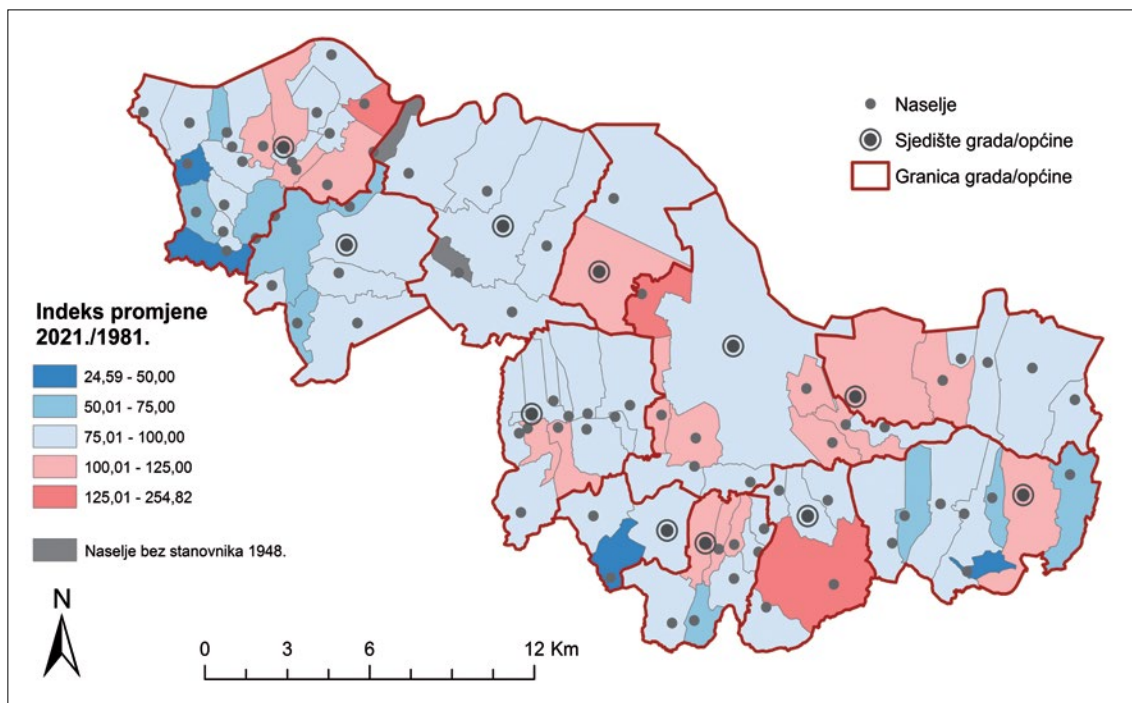 Naselje
Sjedište grada/općine
Granica grada/općine
Indeks promjene
2021./1981.
24,59 - 50,00
50,01 - 75,00
75,01 - 100,00
100,01 - 125,00
125,01 - 254,82
Naselje bez stanovnika 1948.
N
0 3 6 12 Km